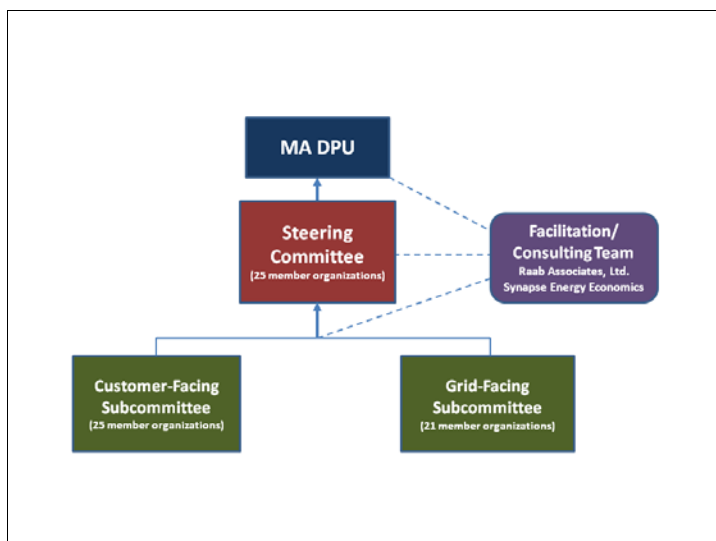 MA DPU
Steering
Committee
(25 member organizations)
Facilitation/
Consulting Team
Raab Associates, Ltd.
Synapse Energy Economics
Customer-Facing
Subcommittee
(25 member organizations)
Grid-Facing
Subcommittee
(21 member organizations)